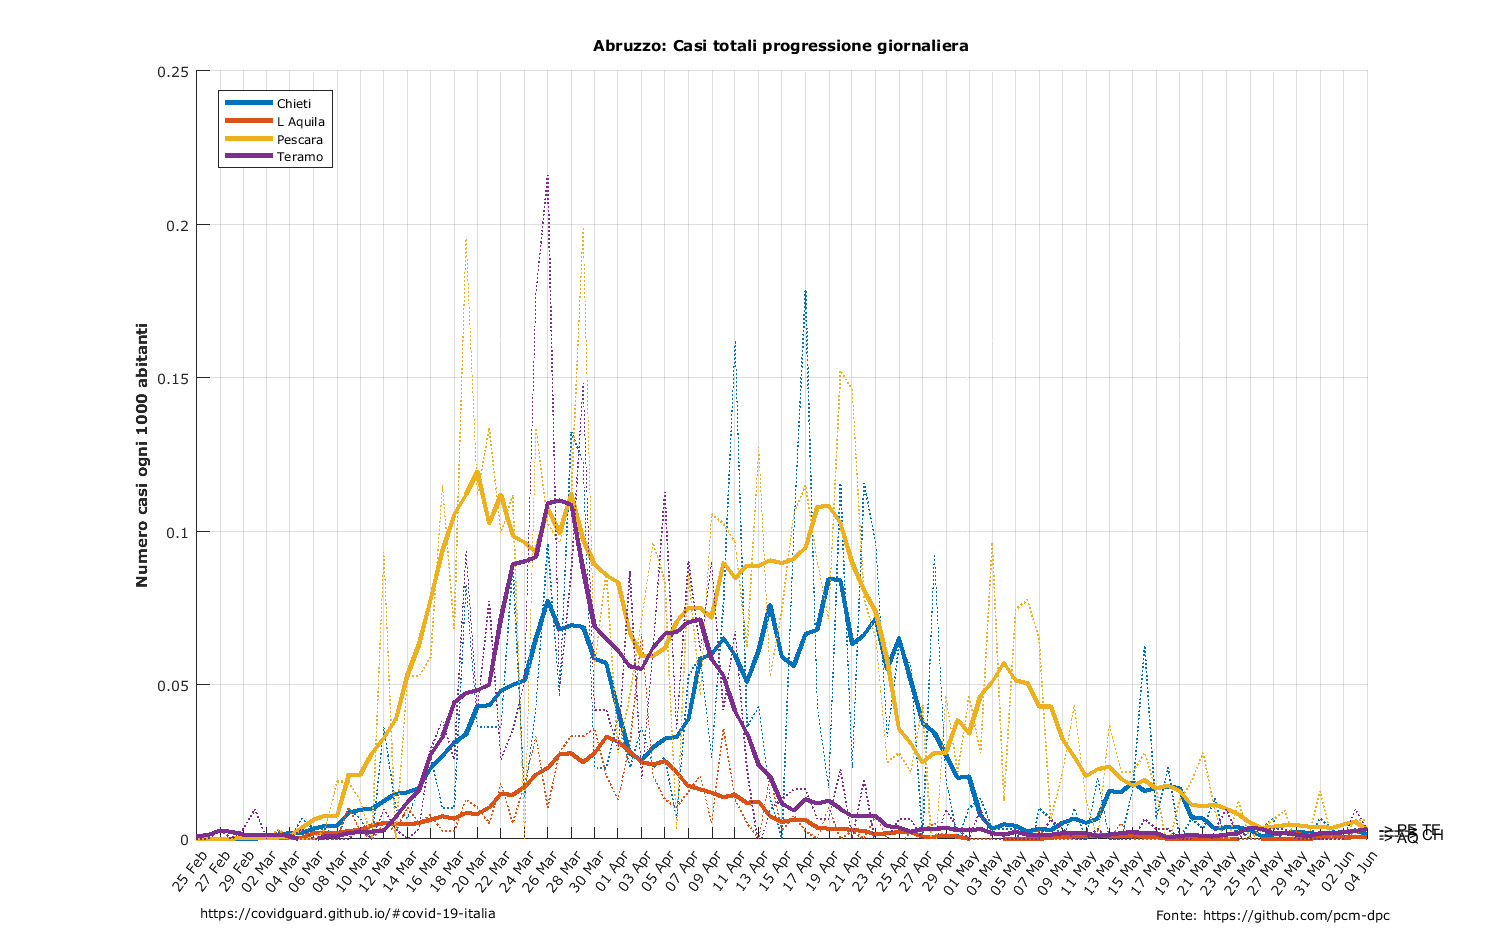 Abruzzo: Casi totali progressione giornaliera
0.25
0.2
0.15
0.1
0.05
0
Numero casi ogni 1000 abitanti
Chieti
L Aquila
Pescara
Teramo
25 Feb
27 Feb
29 Feb
02 Mar
04 Mar
06 Mar
08 Mar
10 Mar
12 Mar
14 Mar
16 Mar
18 Mar
20 Mar
22 Mar
24 Mar
26 Mar
28 Mar
30 Mar
01 Apr
03 Apr
05 Apr
07 Apr
09 Apr
11 Apr
13 Apr
15 Apr
17 Apr
19 Apr
21 Apr
23 Apr
25 Apr
27 Apr
29 Apr
01 May
03 May
05 May
07 May
09 May
11 May
13 May
15 May
17 May
19 May
21 May
23 May
25 May
27 May
29 May
31 May
02 Jun
04 Jun
PE TE
CH
AQ
https://covidguard.github.io/#covid-19-italia
Fonte: https://github.com/pcm-dpc